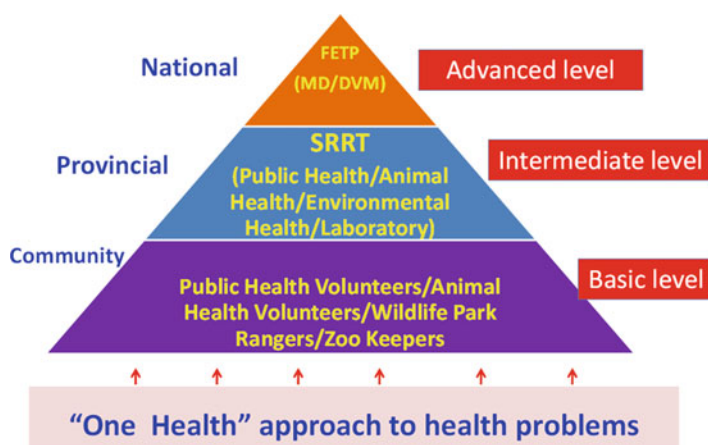 National
FETP
(MD/DVM)
Advanced level
Provincial
SRRT
(Public Health/Animal
Health/Environmental
Health/Laboratory)
Intermediate level
Community
Public Health Volunteers/Animal
Health Volunteers/Wildlife Park
Rangers/Zoo Keepers
Basic level
“One Health” approach to health problems